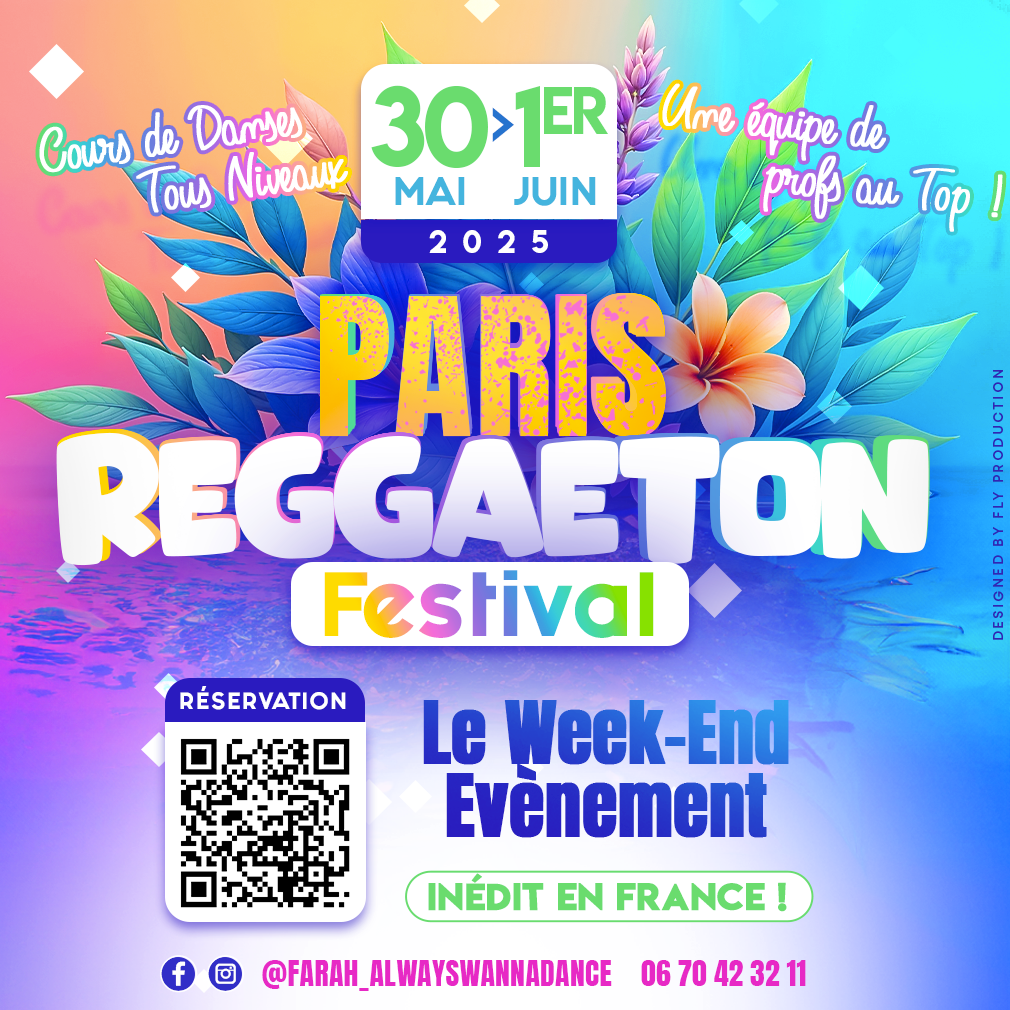 Cours de Danses
Tous Niveaux
30>1ER
MAI JUIN
2025
Une équipe de
profs au Top !
PARIS
REGGAETON
Festival
DESIGNED BY FLY PRODUCTION
RÉSERVATION
Le Week-End
Evènement
INÉDIT EN FRANCE !
@FARAH_ALWAYSWANNADANCE 06 70 42 32 11